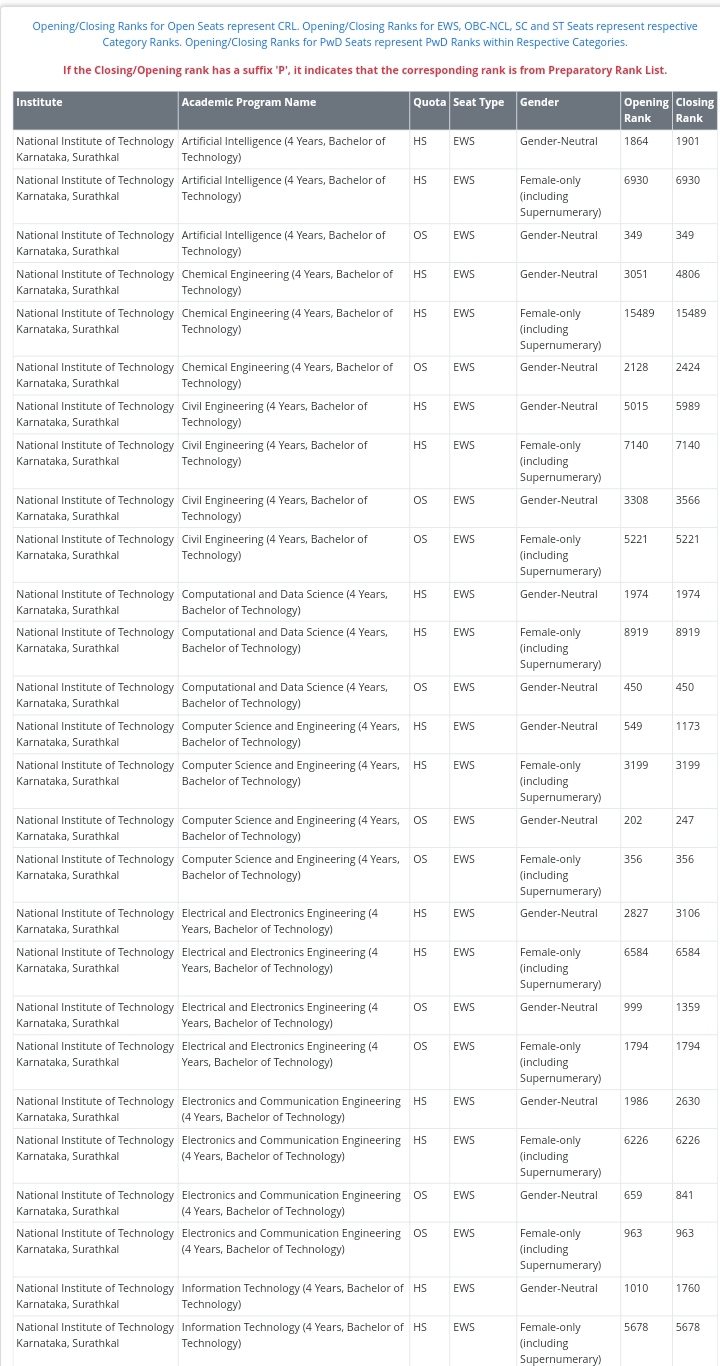 Opening/Closing Ranks for Open Seats represent CRL. Opening/Closing Ranks for EWS, OBC-NCL, SC and ST Seats represent respective
Category Ranks. Opening/Closing Ranks for PwD Seats represent PwD Ranks within Respective Categories.
If the Closing/Opening rank has a suffix 'P', it indicates that the corresponding rank is from Preparatory Rank List.
Institute Academic Program Name Quota Seat Type Gender Opening Closing
Rank Rank
National Institute of Technology Artificial Intelligence (4 Years, Bachelor of HS EWS Gender-Neutral 1864 1901
Karnataka, Surathkal Technology)
National Institute of Technology Artificial Intelligence (4 Years, Bachelor of HS EWS Female-only 6930 6930
Karnataka, Surathkal Technology) (including
Supernumerary)
National Institute of Technology Artificial Intelligence (4 Years, Bachelor of OS EWS Gender-Neutral 349 349
Karnataka, Surathkal Technology)
National Institute of Technology Chemical Engineering (4 Years, Bachelor of HS EWS Gender-Neutral 3051 4806
Karnataka, Surathkal Technology)
National Institute of Technology Chemical Engineering (4 Years, Bachelor of HS EWS Female-only 15489 15489
Karnataka, Surathkal Technology) (including
Supernumerary)
National Institute of Technology Chemical Engineering (4 Years, Bachelor of OS EWS Gender-Neutral 2128 2424
Karnataka, Surathkal Technology)
National Institute of Technology Civil Engineering (4 Years, Bachelor of HS EWS Gender-Neutral 5015 5989
Karnataka, Surathkal Technology)
National Institute of Technology Civil Engineering (4 Years, Bachelor of HS EWS Female-only 7140 7140
Karnataka, Surathkal Technology) (including
Supernumerary)
National Institute of Technology Civil Engineering (4 Years, Bachelor of OS EWS Gender-Neutral 3308 3566
Karnataka, Surathkal Technology)
National Institute of Technology Civil Engineering (4 Years, Bachelor of OS EWS Female-only 5221 5221
Karnataka, Surathkal Technology) (including
Supernumerary)
National Institute of Technology Computational and Data Science (4 Years, HS EWS Gender-Neutral 1974 1974
Karnataka, Surathkal Bachelor of Technology)
National Institute of Technology Computational and Data Science (4 Years, HS EWS Female-only 8919 8919
Karnataka, Surathkal Bachelor of Technology) (including
Supernumerary)
National Institute of Technology Computational and Data Science (4 Years, OS EWS Gender-Neutral 450 450
Karnataka, Surathkal Bachelor of Technology)
National Institute of Technology Computer Science and Engineering (4 Years, HS EWS Gender-Neutral 549 1173
Karnataka, Surathkal Bachelor of Technology)
National Institute of Technology Computer Science and Engineering (4 Years, HS EWS Female-only 3199 3199
Karnataka, Surathkal Bachelor of Technology) (including
Supernumerary)
National Institute of Technology Computer Science and Engineering (4 Years, OS EWS Gender-Neutral 202 247
Karnataka, Surathkal Bachelor of Technology)
National Institute of Technology Computer Science and Engineering (4 Years, OS EWS Female-only 356 356
Karnataka, Surathkal Bachelor of Technology) (including
Supernumerary)
National Institute of Technology Electrical and Electronics Engineering (4 HS EWS Gender-Neutral 2827 3106
Karnataka, Surathkal Years, Bachelor of Technology)
National Institute of Technology Electrical and Electronics Engineering (4 HS EWS Female-only 6584 6584
Karnataka, Surathkal Years, Bachelor of Technology) (including
Supernumerary)
National Institute of Technology Electrical and Electronics Engineering (4 OS EWS Gender-Neutral 999 1359
Karnataka, Surathkal Years, Bachelor of Technology)
National Institute of Technology Electrical and Electronics Engineering (4 OS EWS Female-only 1794 1794
Karnataka, Surathkal Years, Bachelor of Technology) (including
Supernumerary)
National Institute of Technology Electronics and Communication Engineering HS EWS Gender-Neutral 1986 2630
Karnataka, Surathkal (4 Years, Bachelor of Technology)
National Institute of Technology Electronics and Communication Engineering HS EWS Female-only 6226 6226
Karnataka, Surathkal (4 Years, Bachelor of Technology) (including
Supernumerary)
National Institute of Technology Electronics and Communication Engineering OS EWS Gender-Neutral 659 841
Karnataka, Surathkal (4 Years, Bachelor of Technology)
National Institute of Technology Electronics and Communication Engineering OS EWS Female-only 963 963
Karnataka, Surathkal (4 Years, Bachelor of Technology) (including
Supernumerary)
National Institute of Technology Information Technology (4 Years, Bachelor of HS EWS Gender-Neutral 1010 1760
Karnataka, Surathkal Technology)
National Institute of Technology Information Technology (4 Years, Bachelor of HS EWS Female-only 5678 5678
Karnataka, Surathkal Technology) (including
Supernumerary)